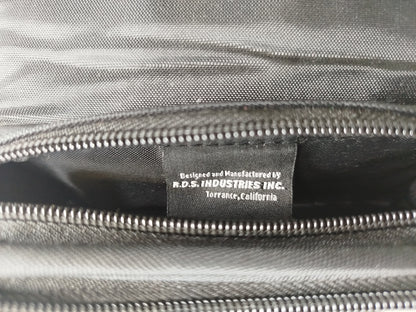 Designed and Manufactured by
R.D.S. INDUSTRIES INC.
Torrance,California